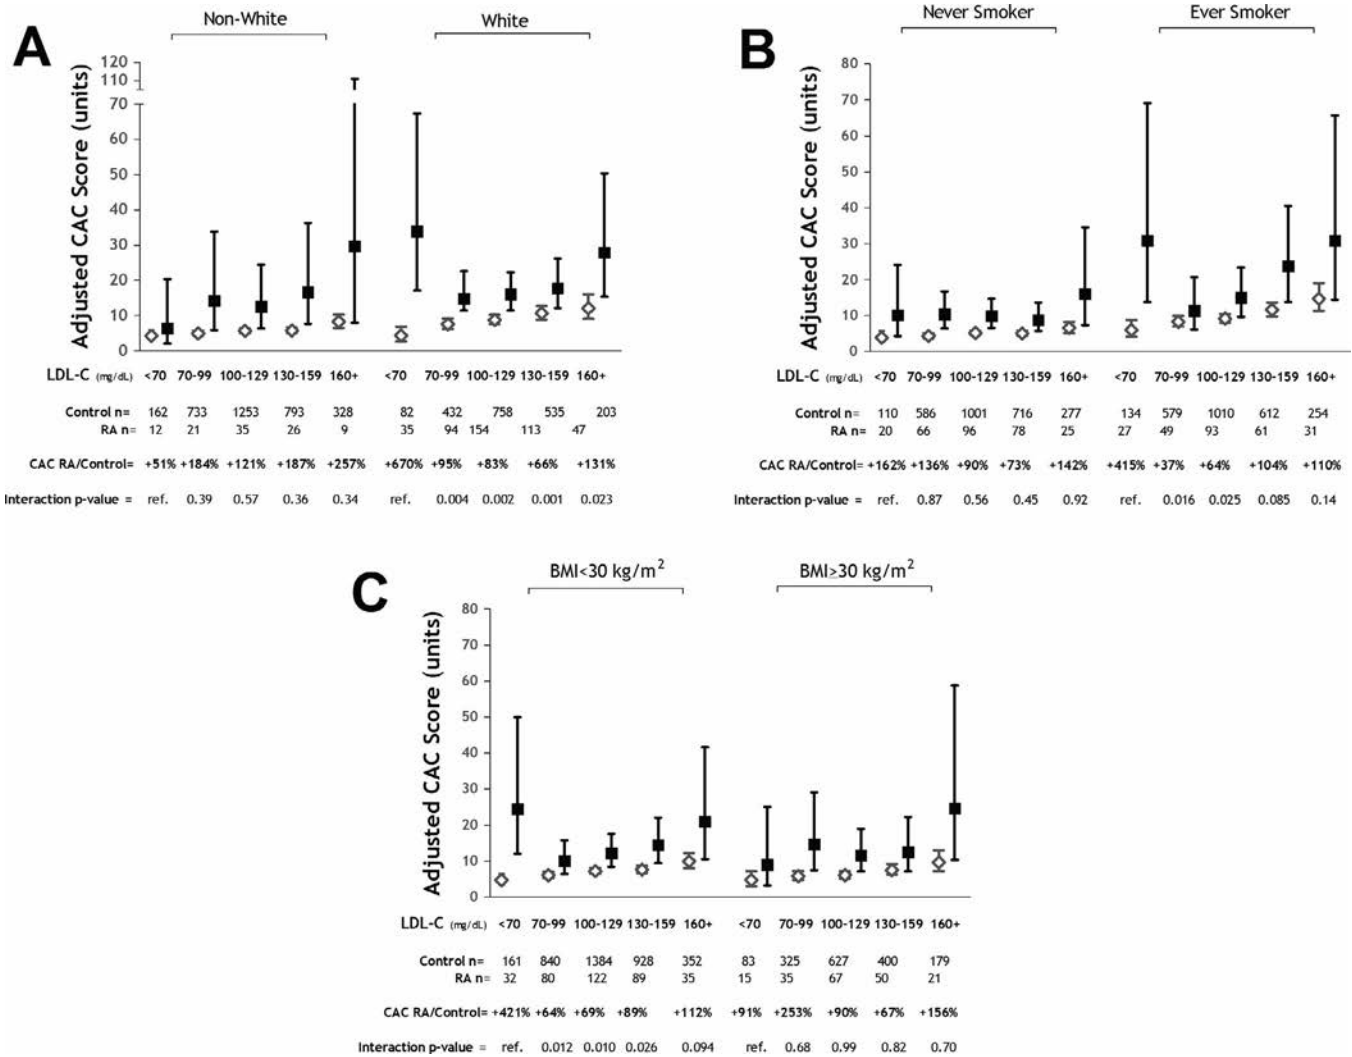 A
Non-White White
Adjusted CAC Score (units)
120
110
70
60
50
40
30
20
10
0
LDL-C (mg/dL) <70 70-99 100-129 130-159 160+ <70 70-99 100-129 130-159 160+
Control n= 162 733 1253 793 328 82 432 758 535 203
RA n= 12 21 35 26 9 35 94 154 113 47
CAC RA/Control= +51% +184% +121% +187% +257% +670% +95% +83% +66% +131%
Interaction p-value = ref. 0.39 0.57 0.36 0.34 ref. 0.004 0.002 0.001 0.023
B
Never Smoker Ever Smoker
Adjusted CAC Score (units)
80
70
60
50
40
30
20
10
0
LDL-C (mg/dL) <70 70-99 100-129 130-159 160+ <70 70-99 100-129 130-159 160+
Control n= 110 586 1001 716 277 134 579 1010 612 254
RA n= 20 66 96 78 25 27 49 93 61 31
CAC RA/Control= +162% +136% +90% +73% +142% +415% +37% +64% +104% +110%
Interaction p-value = ref. 0.87 0.56 0.45 0.92 ref. 0.016 0.025 0.085 0.14
C
BMI<30 kg/m² BMI≥30 kg/m²
Adjusted CAC Score (units)
80
70
60
50
40
30
20
10
0
LDL-C (mg/dL) <70 70-99 100-129 130-159 160+ <70 70-99 100-129 130-159 160+
Control n= 161 840 1384 928 352 83 325 627 400 179
RA n= 32 80 122 89 35 15 35 67 50 21
CAC RA/Control= +421% +64% +69% +89% +112% +91% +253% +90% +67% +156%
Interaction p-value = ref. 0.012 0.010 0.026 0.094 ref. 0.68 0.99 0.82 0.70